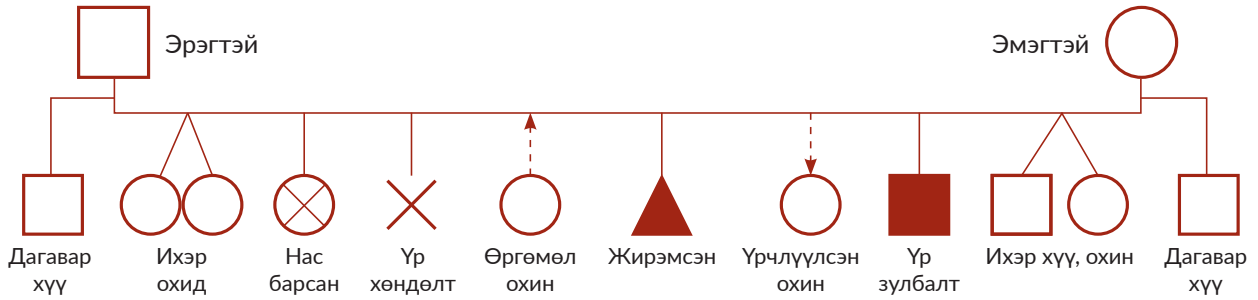 Эрэгтэй
Эмэгтэй
Дагавар
хүү
Ихэр
охид
Нас
барсан
Үр
хөндөлт
Өргөмөл
охин
Жирэмсэн
Үрчлүүлсэн
охин
Үр
зулбалт
Ихэр хүү, охин
Дагавар
хүү